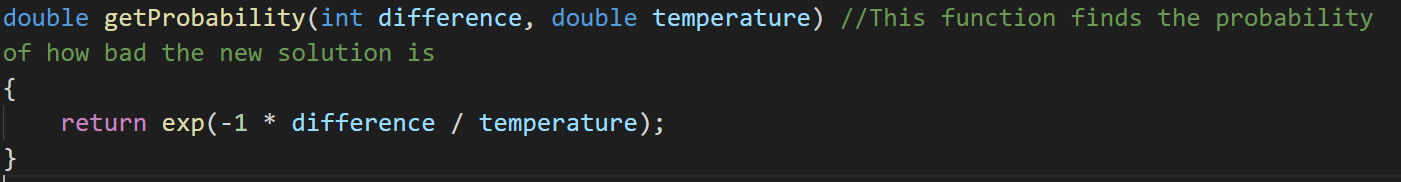 double getProbability(int difference, double temperature) //This function finds the probability
of how bad the new solution is
{
    return exp(-1 * difference / temperature);
}